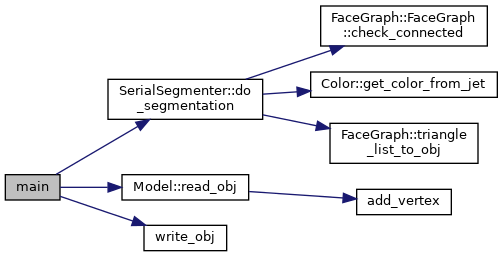 FaceGraph::FaceGraph
::check_connected
SerialSegmenter::do
_segmentation
Color::get_color_from_jet
FaceGraph::triangle
_list_to_obj
main
Model::read_obj
add_vertex
write_obj